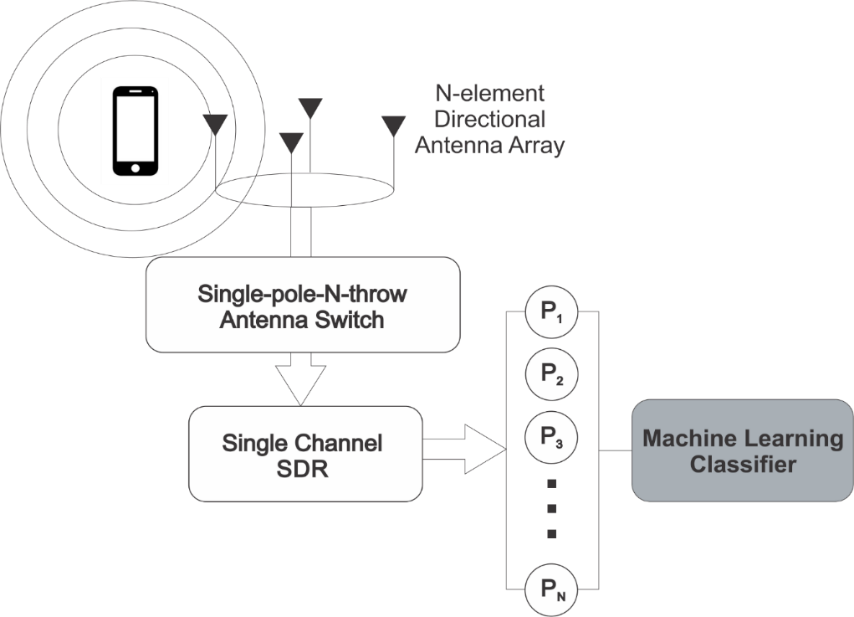 N-element
Directional
Antenna Array
Single-pole-N-throw
Antenna Switch
Single Channel
SDR
P1
P2
P3
PN
Machine Learning
Classifier